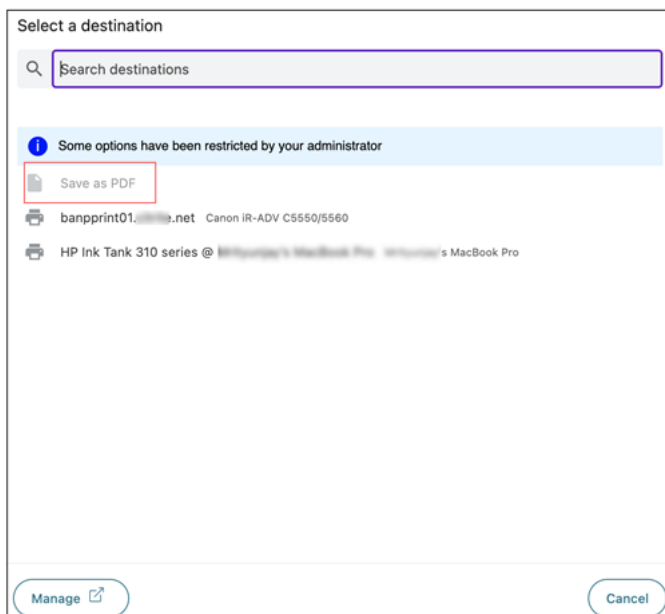 Select a destination
Search destinations
Some options have been restricted by your administrator
Save as PDF
banpprint01. .net Canon iR-ADV C5550/5560
HP Ink Tank 310 series @ 's MacBook Pro
Manage
Cancel